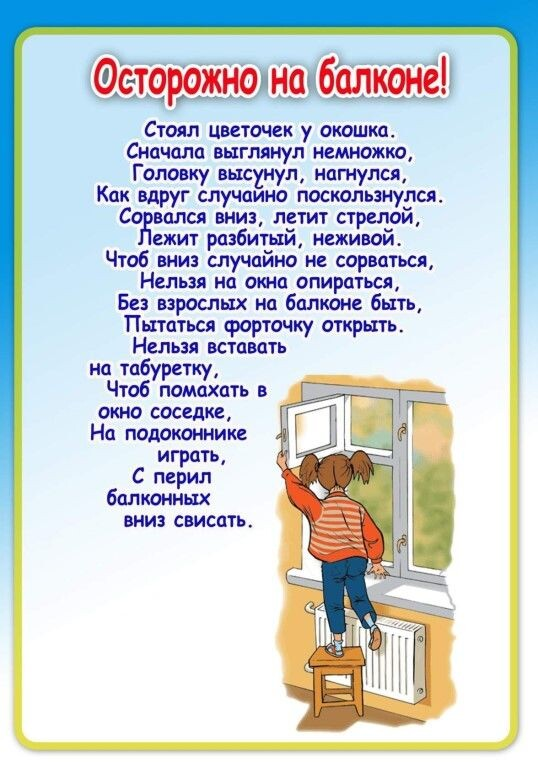 Осторожно на балконе!
Стоял цветочек у окошка.
Сначала выглянул немножко,
Головку высунул, нагнулся,
Как вдруг случайно поскользнулся.
Сорвался вниз, летит стрелой,
Лежит разбитый, неживой.
Чтоб вниз случайно не сорваться,
Нельзя на окна опираться,
Без взрослых на балконе быть,
Пытаться форточку открыть.
Нельзя вставать
на табуретку,
Чтоб помахать в
окно соседке,
На подоконнике
играть,
С перил
балконных
вниз свисать.